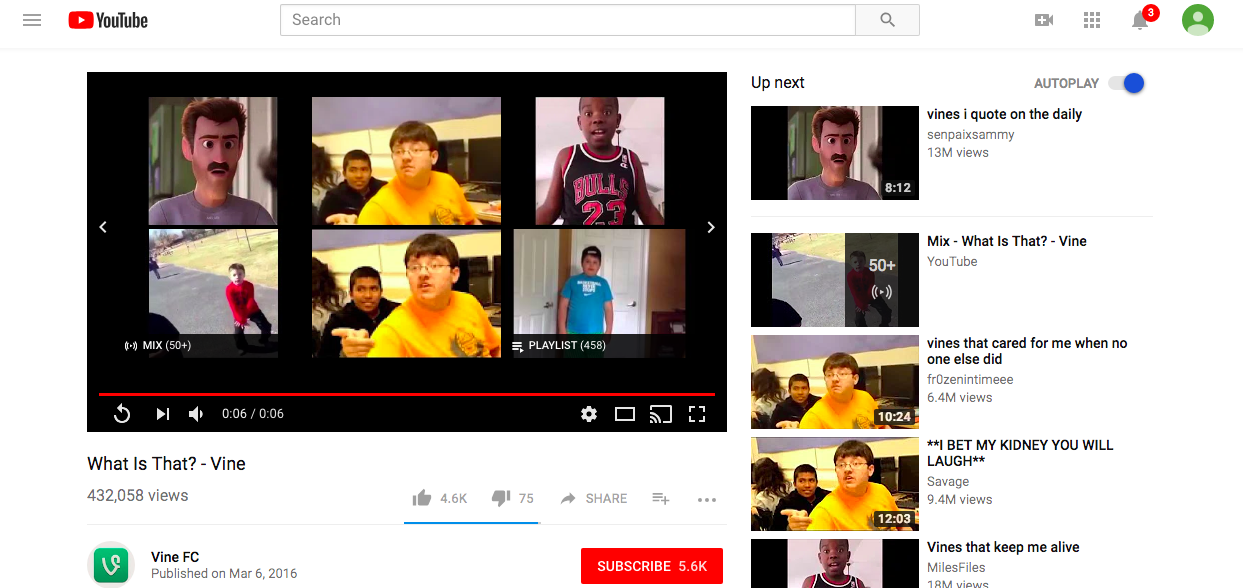 YouTube
Search
3
BULLS
23
MIX (50+)
PLAYLIST (458)
0:06 / 0:06
What Is That? - Vine
432,058 views
4.6K
75
SHARE
Vine FC
Published on Mar 6, 2016
SUBSCRIBE 5.6K
Up next
AUTOPLAY
8:12
vines i quote on the daily
senpaixsammy
13M views
50+
Mix - What Is That? - Vine
YouTube
10:24
vines that cared for me when no
one else did
fr0zenintimeee
6.4M views
12:03
**I BET MY KIDNEY YOU WILL
LAUGH**
Savage
9.4M views
Vines that keep me alive
MilesFiles
18M views